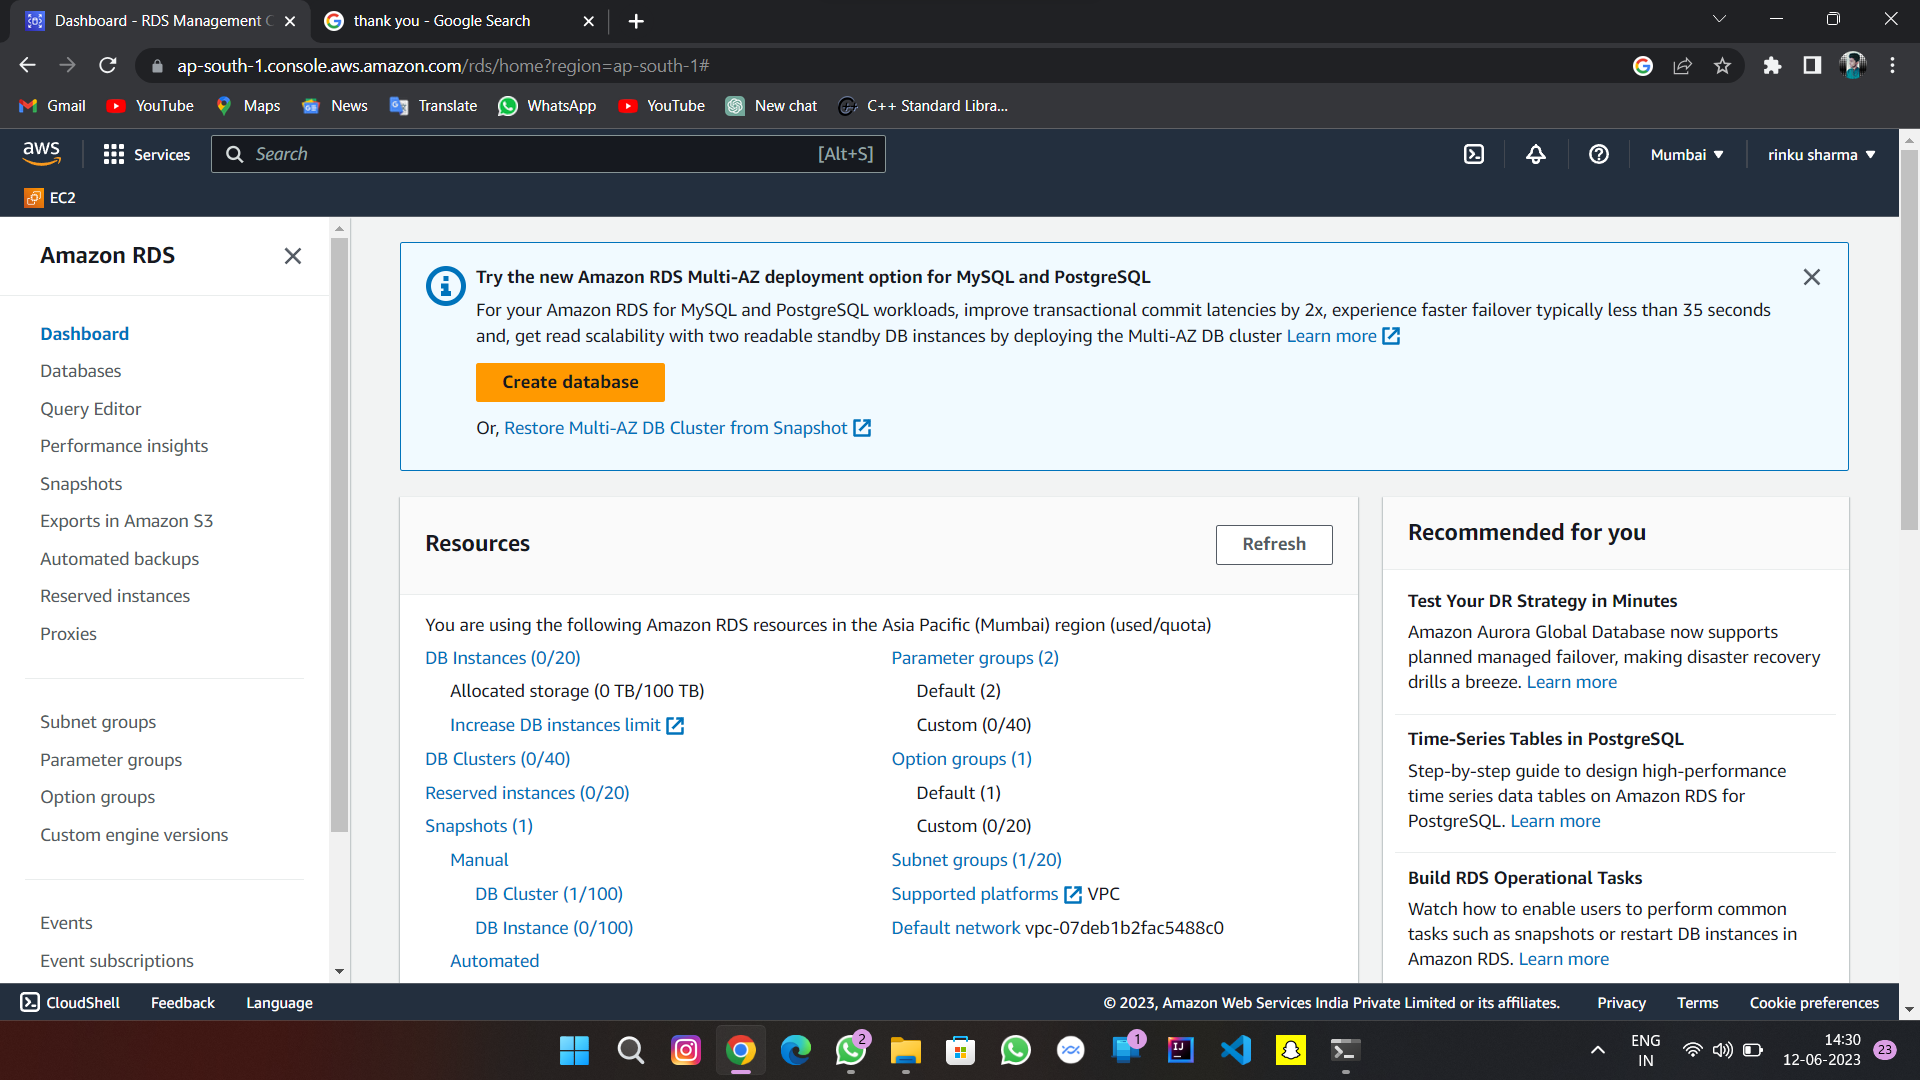 Dashboard - RDS Management C
thank you - Google Search
ap-south-1.console.aws.amazon.com/rds/home?region=ap-south-1#
Gmail
YouTube
Maps
News
Translate
WhatsApp
YouTube
New chat
C++ Standard Libra...
aws
Services
Search
[Alt+S]
Mumbai
rinku sharma
EC2
Amazon RDS
Dashboard
Databases
Query Editor
Performance insights
Snapshots
Exports in Amazon S3
Automated backups
Reserved instances
Proxies
Subnet groups
Parameter groups
Option groups
Custom engine versions
Events
Event subscriptions
Try the new Amazon RDS Multi-AZ deployment option for MySQL and PostgreSQL
For your Amazon RDS for MySQL and PostgreSQL workloads, improve transactional commit latencies by 2x, experience faster failover typically less than 35 seconds
and, get read scalability with two readable standby DB instances by deploying the Multi-AZ DB cluster Learn more
Create database
Or, Restore Multi-AZ DB Cluster from Snapshot
Resources
Refresh
You are using the following Amazon RDS resources in the Asia Pacific (Mumbai) region (used/quota)
DB Instances (0/20)
Allocated storage (0 TB/100 TB)
Increase DB instances limit
DB Clusters (0/40)
Reserved instances (0/20)
Snapshots (1)
Manual
DB Cluster (1/100)
DB Instance (0/100)
Automated
Parameter groups (2)
Default (2)
Custom (0/40)
Option groups (1)
Default (1)
Custom (0/20)
Subnet groups (1/20)
Supported platforms VPC
Default network vpc-07deb1b2fac5488c0
Recommended for you
Test Your DR Strategy in Minutes
Amazon Aurora Global Database now supports
planned managed failover, making disaster recovery
drills a breeze. Learn more
Time-Series Tables in PostgreSQL
Step-by-step guide to design high-performance
time series data tables on Amazon RDS for
PostgreSQL. Learn more
Build RDS Operational Tasks
Watch how to enable users to perform common
tasks such as snapshots or restart DB instances in
Amazon RDS. Learn more
CloudShell
Feedback
Language
© 2023, Amazon Web Services India Private Limited or its affiliates.
Privacy
Terms
Cookie preferences
2
1
IJ
ENG
IN
14:30
12-06-2023
23